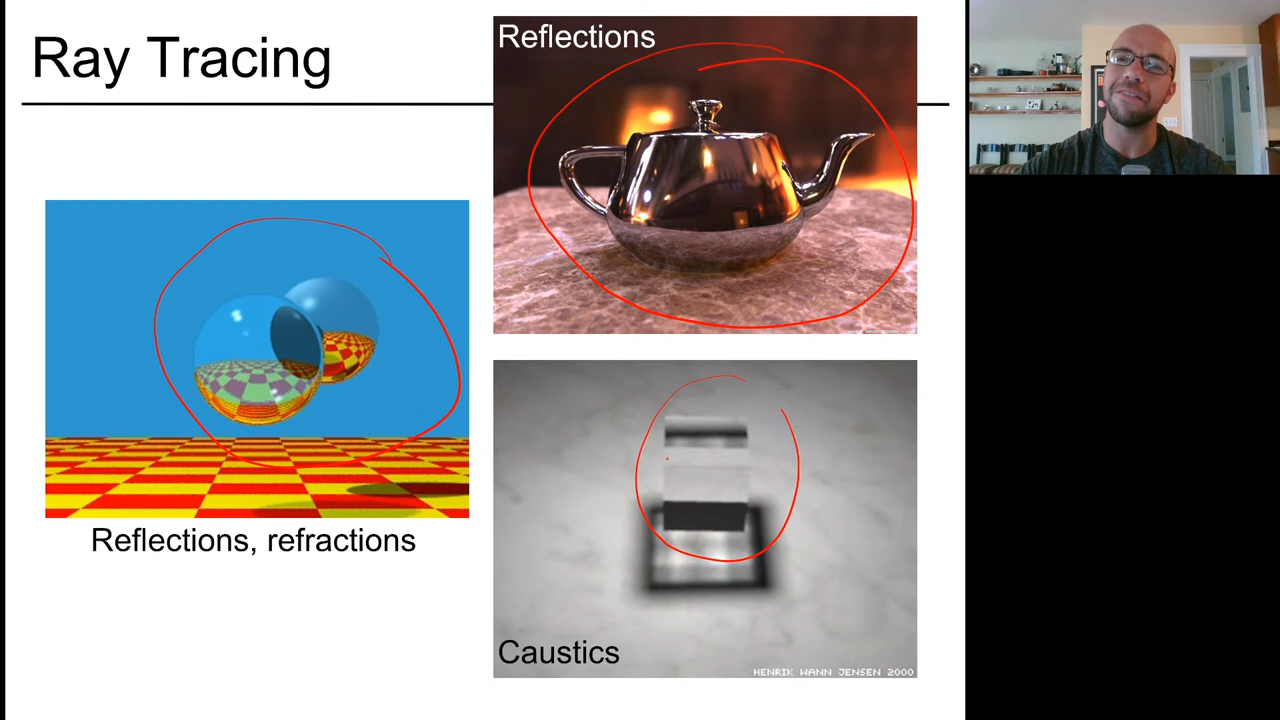 Ray Tracing
Reflections
Reflections, refractions
Caustics
HENRIK WANN JENSEN 2000